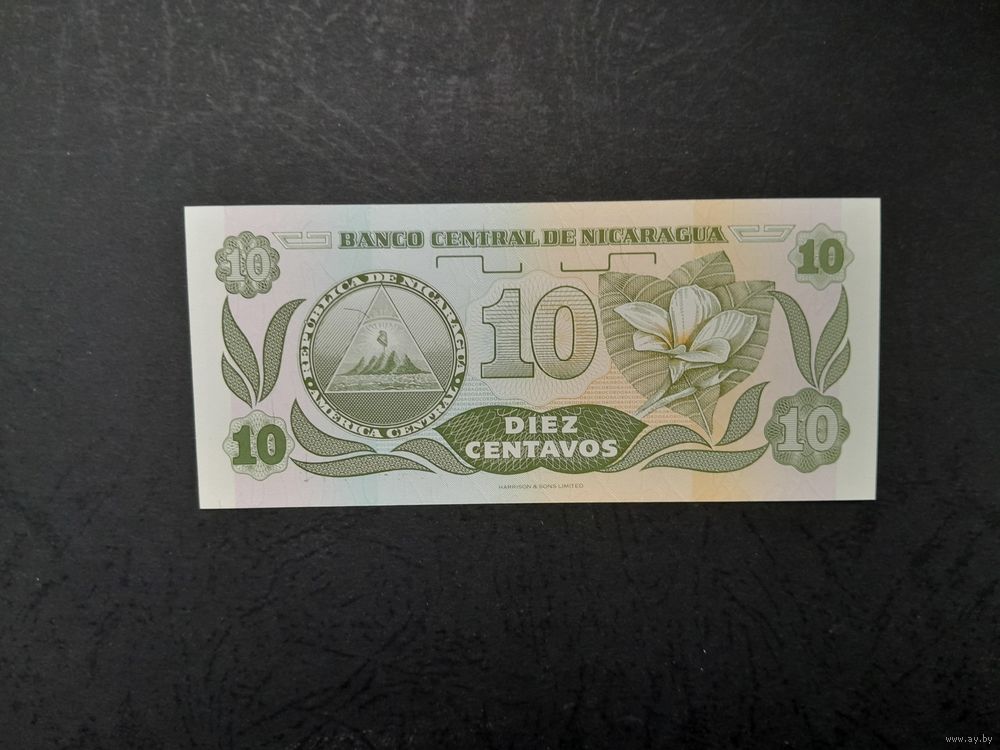 BANCO CENTRAL DE NICARAGUA
10
10
REPUBLICA DE NICARAGUA
AMERICA CENTRAL
10
10
DIEZ
CENTAVOS
10
HARRISON & SONS LIMITED
www.ay.by